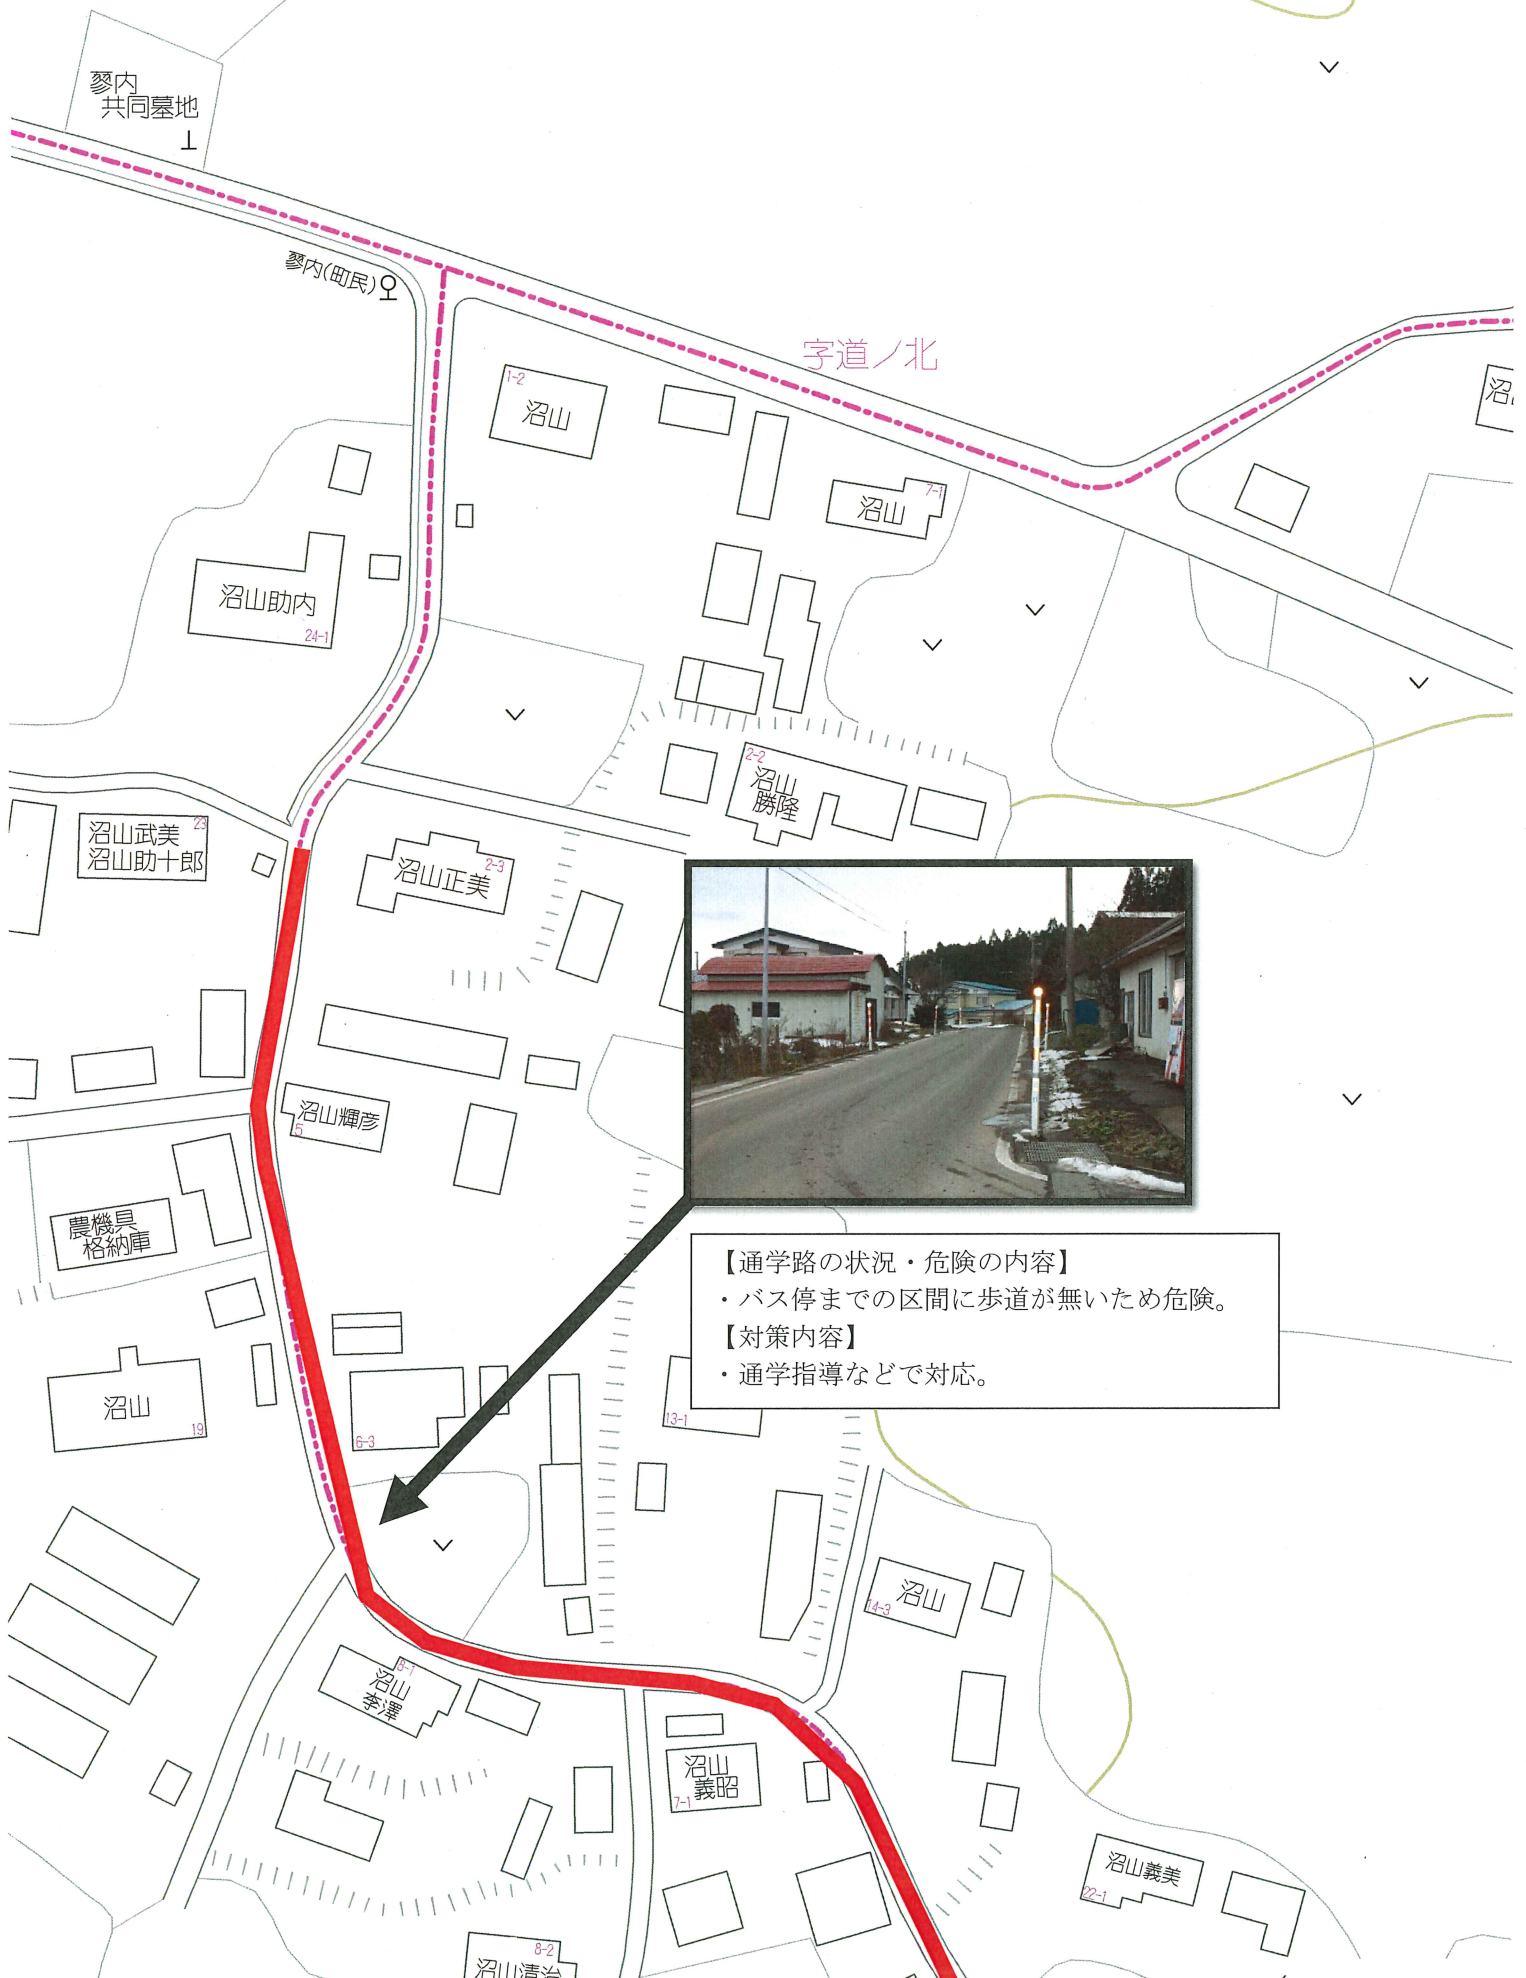 蓼内
共同墓地
蓼内(町民)
字道ノ北
1-2
沼山
7-1
沼山
沼山助内
24-1
2-2
沼山
勝隆
23
沼山武美
沼山助十郎
2-3
沼山正美
沼山輝彦
5
農機具
格納庫
【通学路の状況・危険の内容】
・バス停までの区間に歩道が無いため危険。
【対策内容】
・通学指導などで対応。
沼山
19
6-3
13-1
沼山
14-3
8-1
沼山
李澤
沼山
義昭
7-1
沼山義美
22-1
8-2
沼山清治